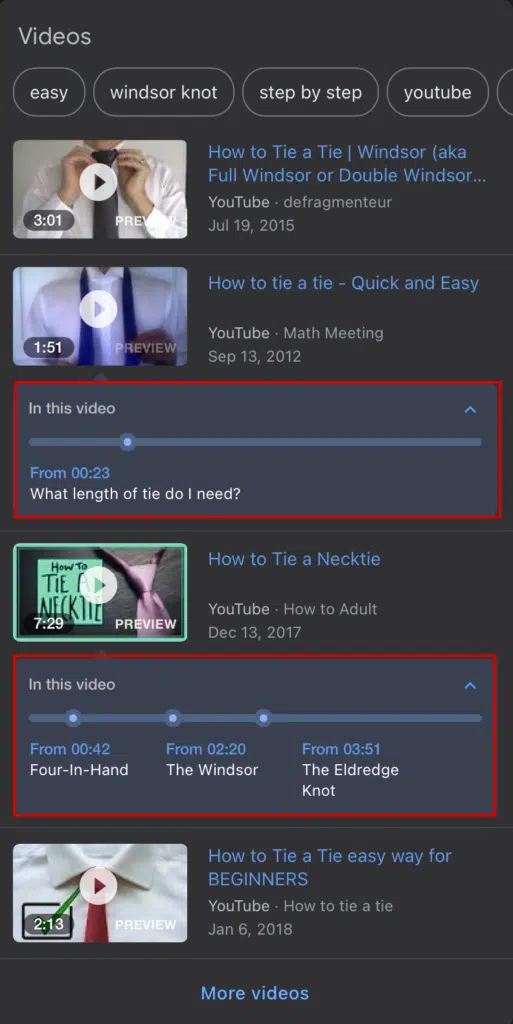 Videos
easy
windsor knot
step by step
youtube
3:01
PREVIEW
How to Tie a Tie | Windsor (aka
Full Windsor or Double Windsor...
YouTube · defragmenteur
Jul 19, 2015
1:51
PREVIEW
How to tie a tie - Quick and Easy
YouTube · Math Meeting
Sep 13, 2012
In this video
From 00:23
What length of tie do I need?
HOW TO
TIE A
NECKTIE
7:29
PREVIEW
How to Tie a Necktie
YouTube · How to Adult
Dec 13, 2017
In this video
From 00:42
Four-In-Hand
From 02:20
The Windsor
From 03:51
The Eldredge
Knot
2:13
PREVIEW
How to Tie a Tie easy way for
BEGINNERS
YouTube · How to tie a tie
Jan 6, 2018
More videos